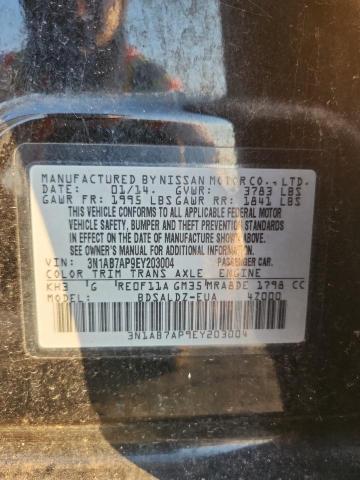 MANUFACTURED BY NISSAN MOTOR CO., LTD.
DATE: 01/14. GVWR: 3783 LBS
GAWR FR: 1995 LBS GAWR RR: 1841 LBS
THIS VEHICLE CONFORMS TO ALL APPLICABLE FEDERAL MOTOR
VEHICLE SAFETY, BUMPER, AND THEFT PREVENTION STANDARDS
IN EFFECT ON THE DATE OF MANUFACTURE SHOWN ABOVE.
SEE OWNER'S MANUAL FOR ADDITIONAL INFORMATION.
VIN: 3N1AB7AP9EY203004 PASSENGER CAR.
COLOR TRIM TRANS AXLE ENGINE
KH3 G RE0F11A GM35 MRA8DE 1798 CC
MODEL: BDSALDZ-EUA 47000
3N1AB7AP9EY203004